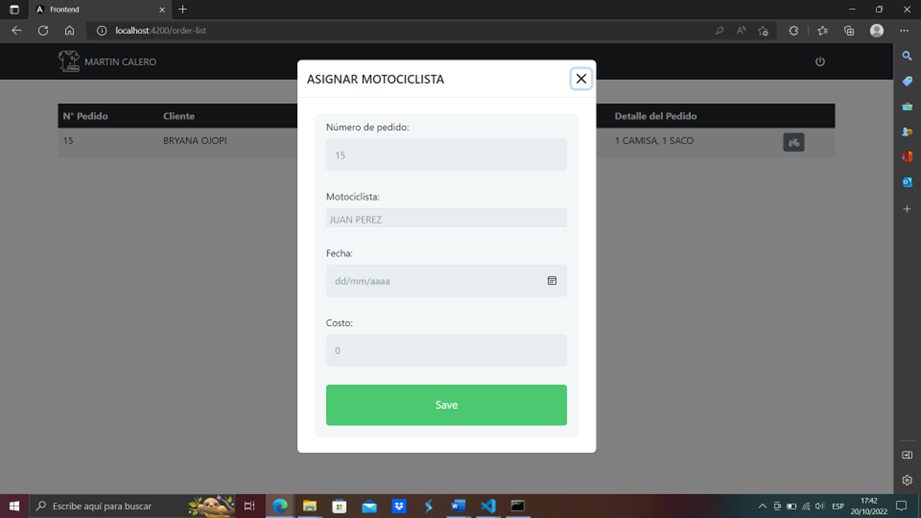 Frontend
localhost:4200/order-list
MARTIN CALERO
ASIGNAR MOTOCICLISTA
N° Pedido Cliente Detalle del Pedido
15 BRYANA OJOPI 1 CAMISA, 1 SACO
Número de pedido:
15
Motociclista:
JUAN PEREZ
Fecha:
dd/mm/aaaa
Costo:
0
Save
Escribe aquí para buscar
ESP
17:42
20/10/2022